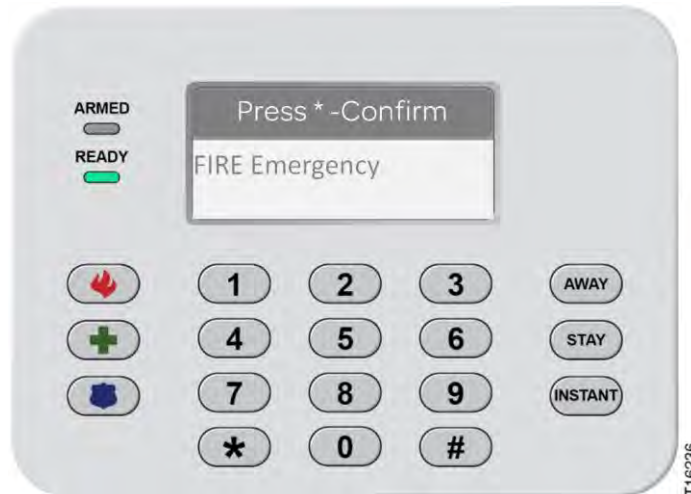 ARMED
READY
Press * -Confirm
FIRE Emergency
1 2 3 AWAY
4 5 6 STAY
7 8 9 INSTANT
* 0 #